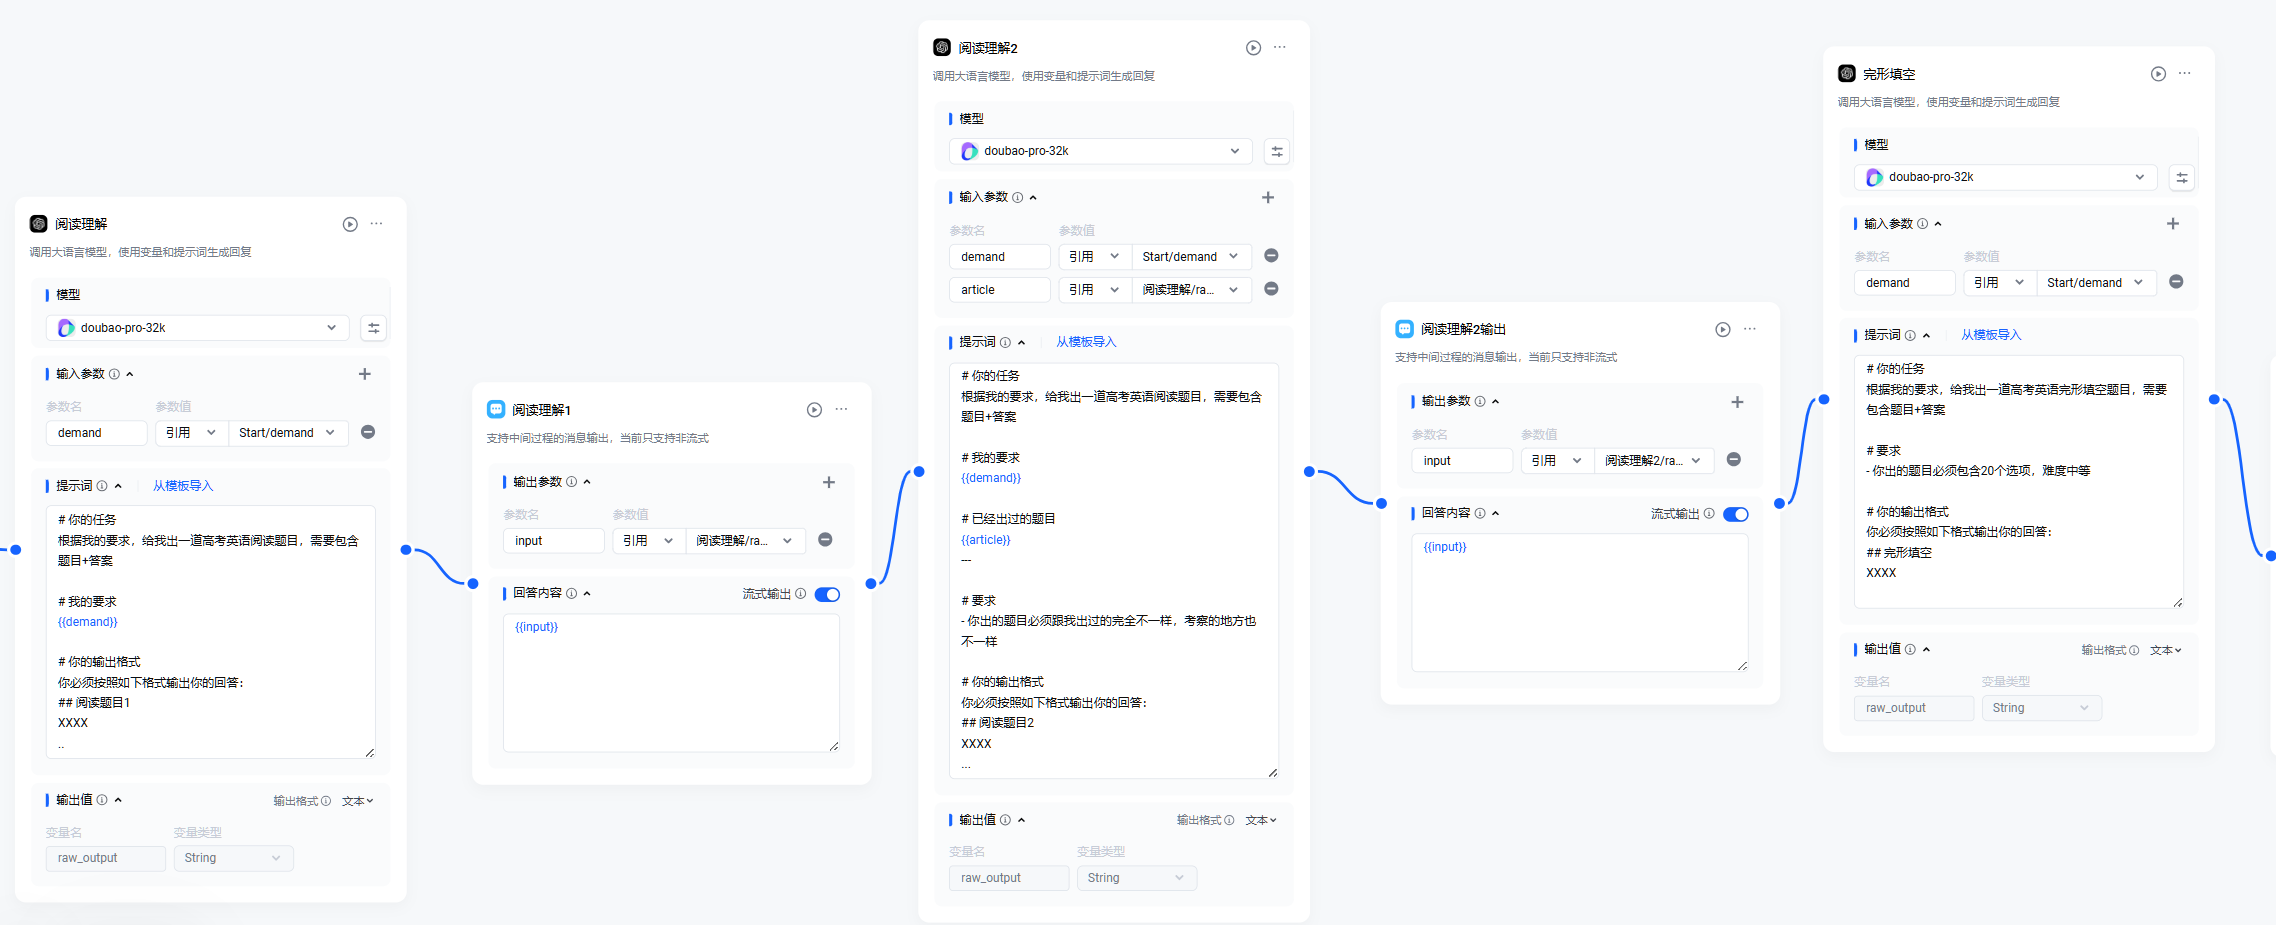 阅读理解
调用大语言模型，使用变量和提示词生成回复
模型
doubao-pro-32k
输入参数
参数名 参数值
demand 引用 Start/demand
提示词 从模板导入
# 你的任务
根据我的要求，给我出一道高考英语阅读题目，需要包含
题目+答案
# 我的要求
{{demand}}
# 你的输出格式
你必须按照如下格式输出你的回答：
## 阅读题目1
XXXX
..
输出值 输出格式 文本
变量名 变量类型
raw_output String
阅读理解1
支持中间过程的消息输出，当前只支持非流式
输出参数
参数名 参数值
input 引用 阅读理解/ra...
回答内容 流式输出
{{input}}
阅读理解2
调用大语言模型，使用变量和提示词生成回复
模型
doubao-pro-32k
输入参数
参数名 参数值
demand 引用 Start/demand
article 引用 阅读理解/ra...
提示词 从模板导入
# 你的任务
根据我的要求，给我出一道高考英语阅读题目，需要包含
题目+答案
# 我的要求
{{demand}}
# 已经出过的题目
{{article}}
---
# 要求
- 你出的题目必须跟我出过的完全不一样，考察的地方也
不一样
# 你的输出格式
你必须按照如下格式输出你的回答：
## 阅读题目2
XXXX
...
输出值 输出格式 文本
变量名 变量类型
raw_output String
阅读理解2输出
支持中间过程的消息输出，当前只支持非流式
输出参数
参数名 参数值
input 引用 阅读理解2/ra...
回答内容 流式输出
{{input}}
完形填空
调用大语言模型，使用变量和提示词生成回复
模型
doubao-pro-32k
输入参数
参数名 参数值
demand 引用 Start/demand
提示词 从模板导入
# 你的任务
根据我的要求，给我出一道高考英语完形填空题目，需要
包含题目+答案
# 要求
- 你出的题目必须包含20个选项，难度中等
# 你的输出格式
你必须按照如下格式输出你的回答：
## 完形填空
XXXX
输出值 输出格式 文本
变量名 变量类型
raw_output String